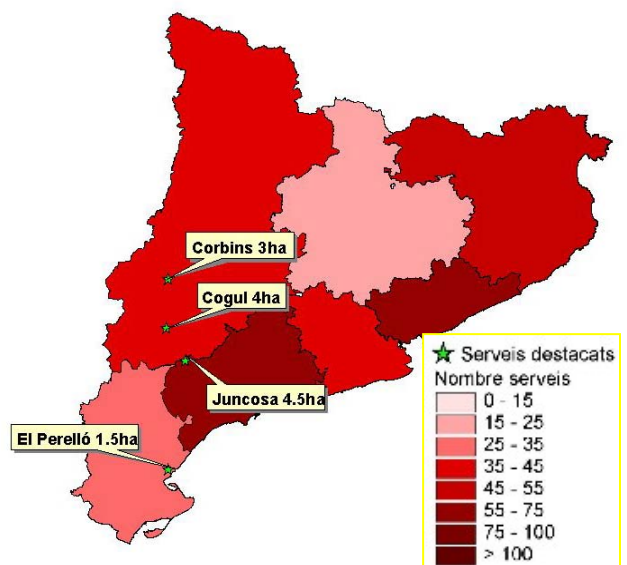 Corbins 3ha
Cogul 4ha
Juncosa 4.5ha
El Perelló 1.5ha
Serveis destacats
Nombre serveis
0 - 15
15 - 25
25 - 35
35 - 45
45 - 55
55 - 75
75 - 100
> 100